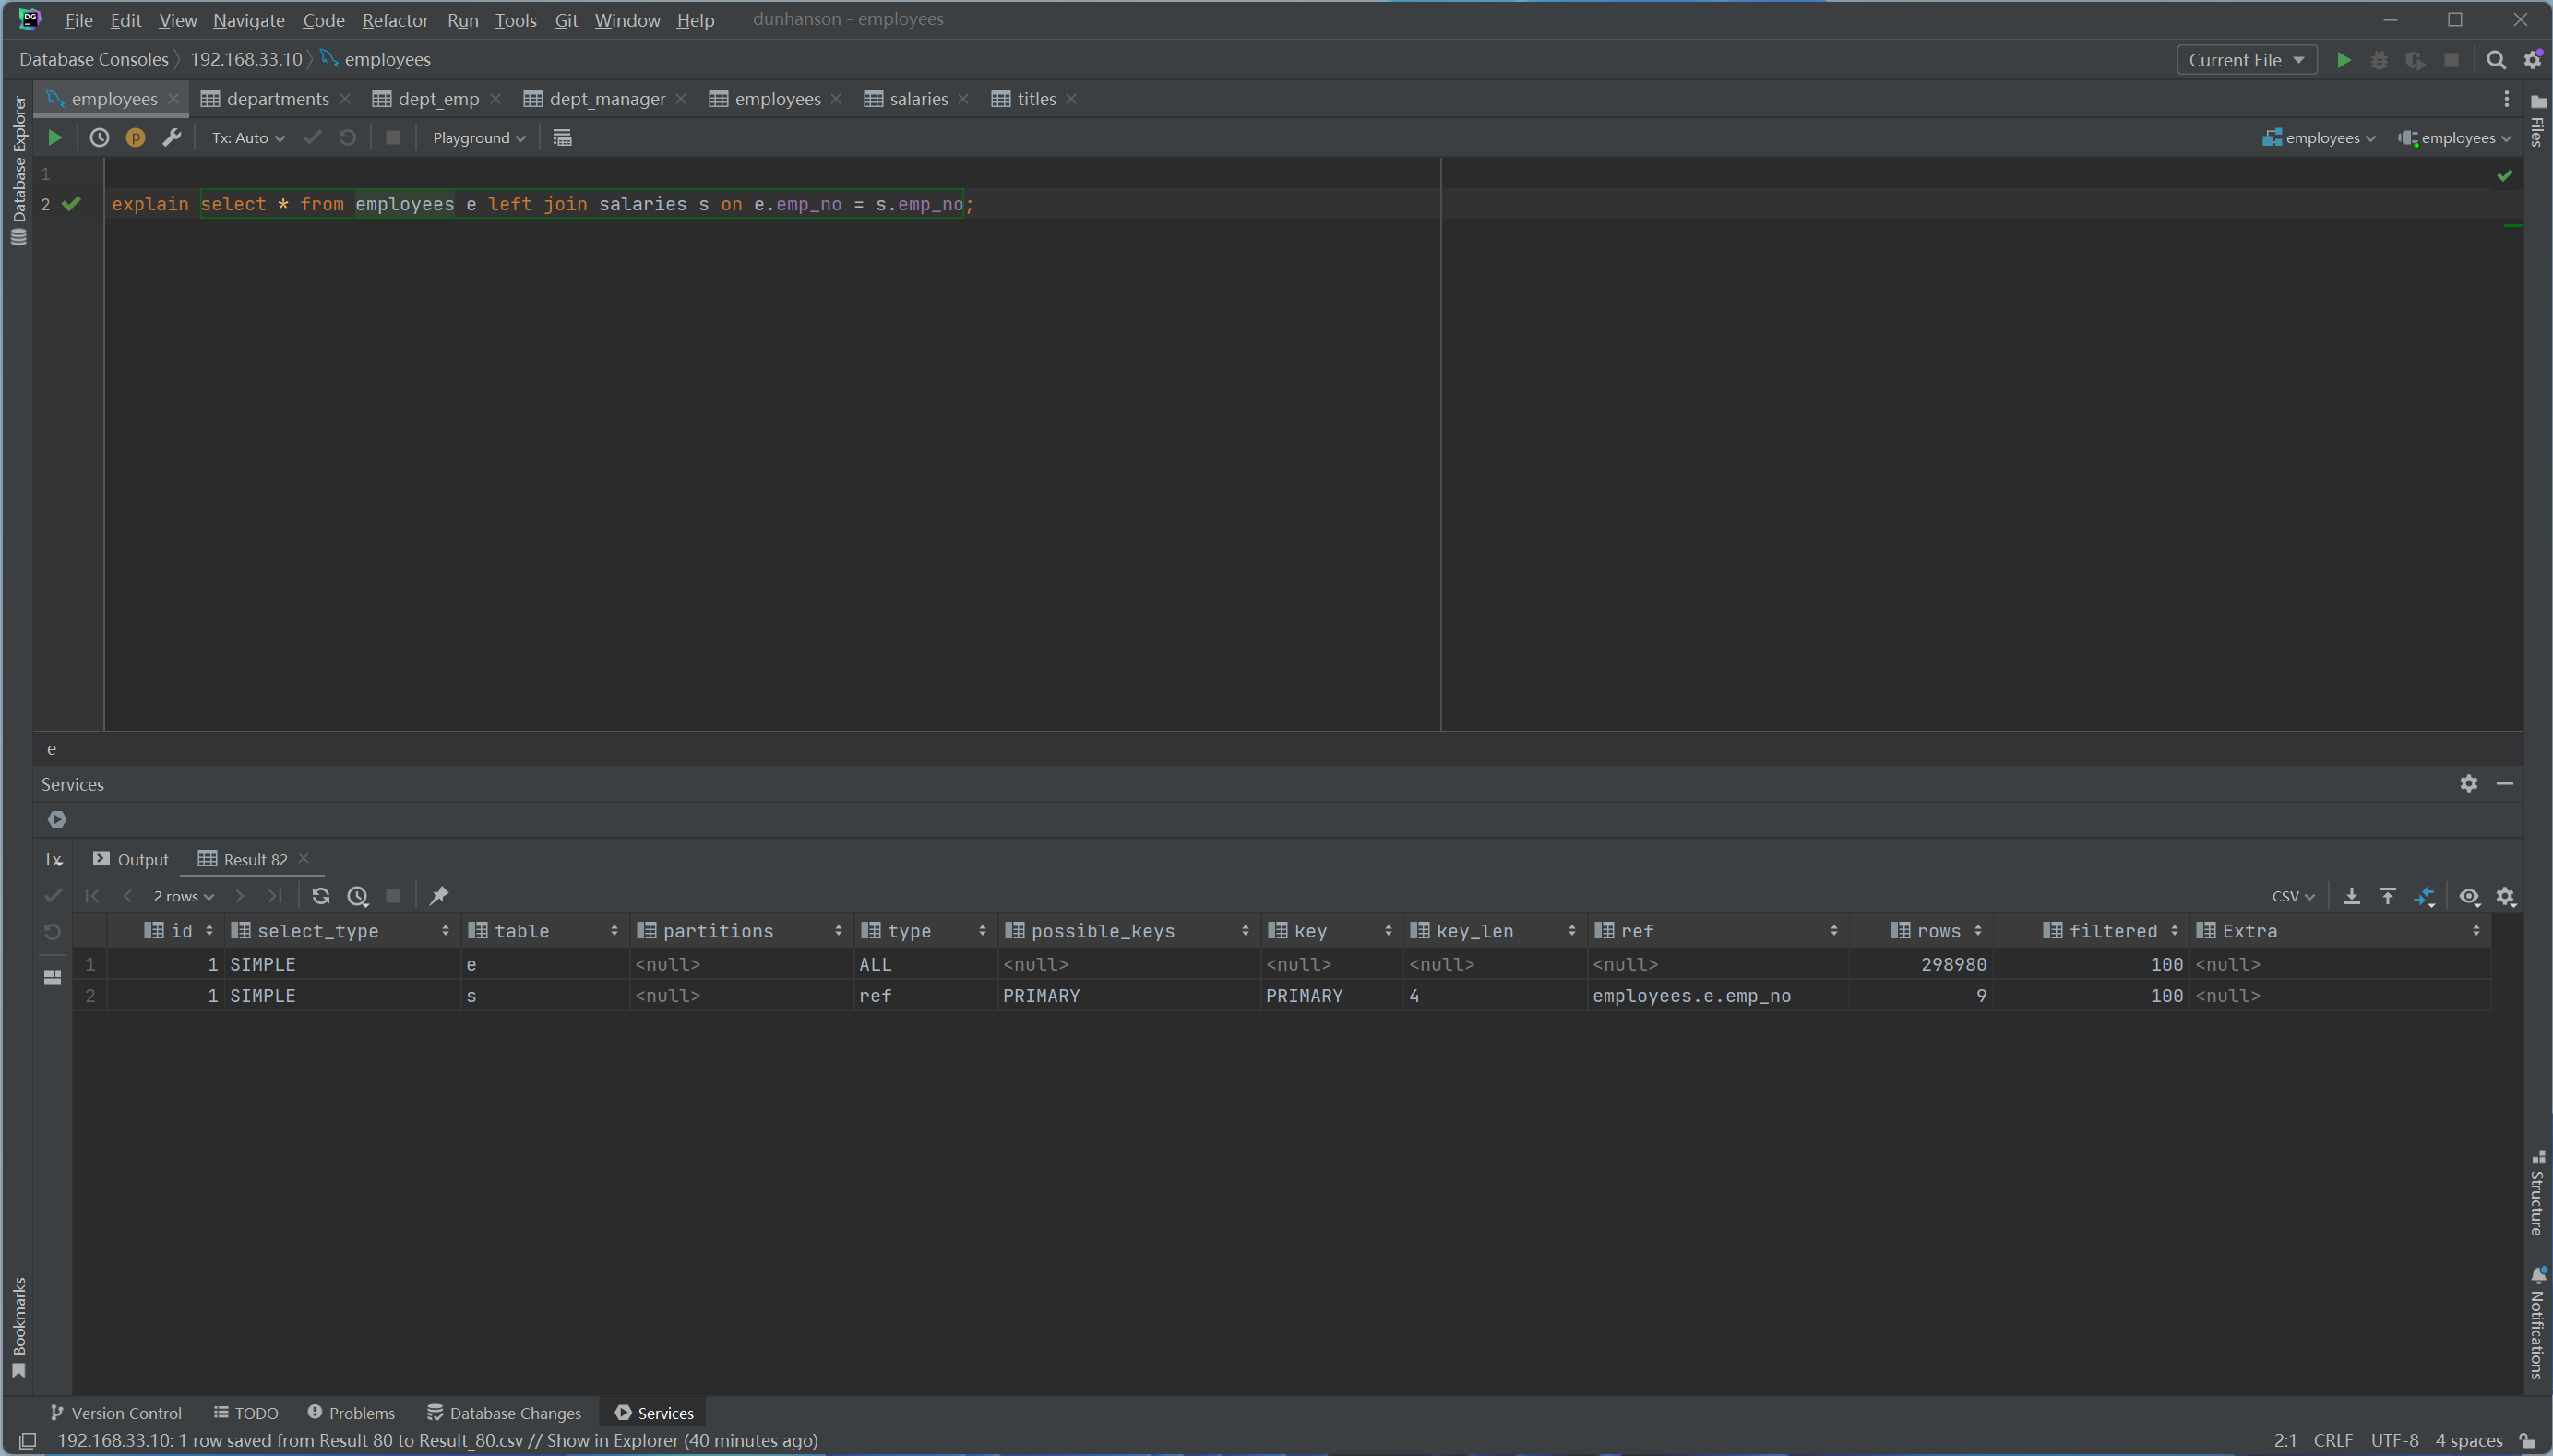 File Edit View Navigate Code Refactor Run Tools Git Window Help dunhanson - employees
Database Consoles 192.168.33.10 employees Current File
employees departments dept_emp dept_manager employees salaries titles
Tx: Auto Playground employees employees
1
2 explain select * from employees e left join salaries s on e.emp_no = s.emp_no;
e
Services
Tx Output Result 82
2 rows CSV
id select_type table partitions type possible_keys key key_len ref rows filtered Extra
1 1 SIMPLE e <null> ALL <null> <null> <null> <null> 298980 100 <null>
2 1 SIMPLE s <null> ref PRIMARY PRIMARY 4 employees.e.emp_no 9 100 <null>
Database Explorer
Bookmarks
Files
Structure
Notifications
Version Control TODO Problems Database Changes Services
192.168.33.10: 1 row saved from Result 80 to Result_80.csv // Show in Explorer (40 minutes ago) 2:1 CRLF UTF-8 4 spaces